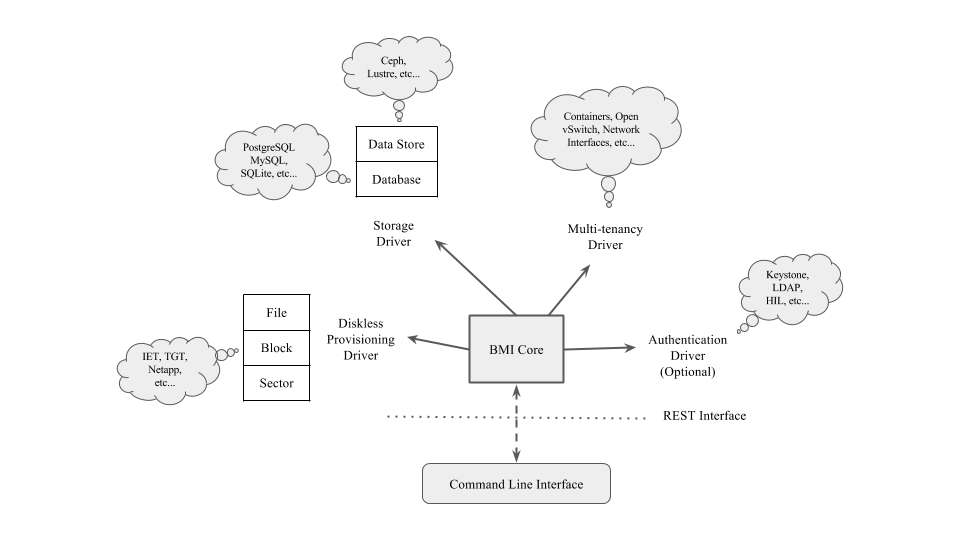 Ceph,
Lustre, etc...
Containers, Open
vSwitch, Network
Interfaces, etc...
PostgreSQL
MySQL,
SQLite, etc...
Data Store
Database
Storage
Driver
Multi-tenancy
Driver
Keystone,
LDAP,
HIL, etc...
File
Block
Sector
IET, TGT,
Netapp,
etc...
Diskless
Provisioning
Driver
BMI Core
Authentication
Driver
(Optional)
REST Interface
Command Line Interface